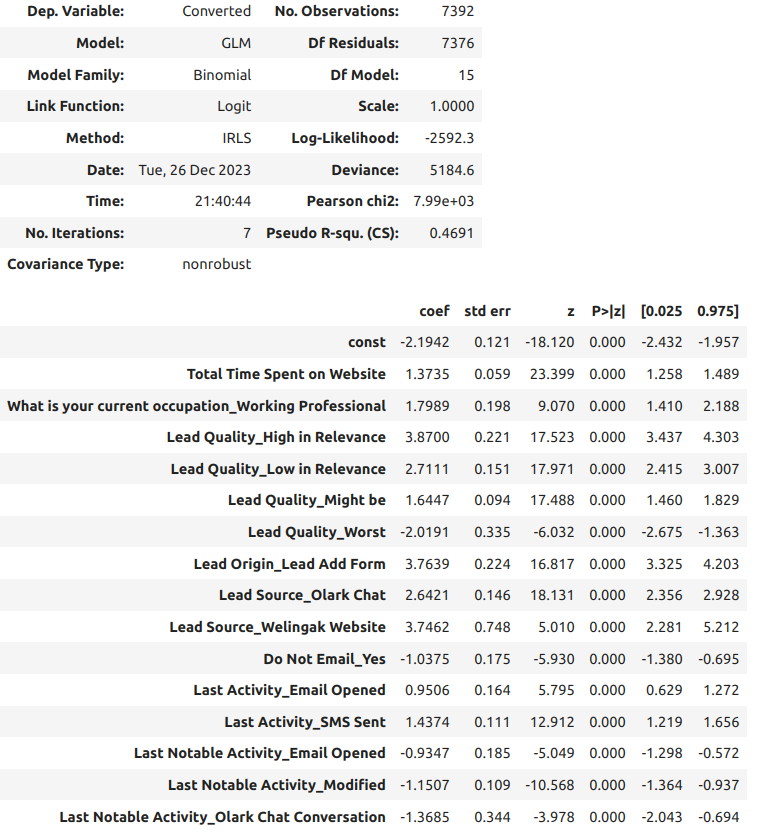 Dep. Variable: Converted No. Observations: 7392
Model: GLM Df Residuals: 7376
Model Family: Binomial Df Model: 15
Link Function: Logit Scale: 1.0000
Method: IRLS Log-Likelihood: -2592.3
Date: Tue, 26 Dec 2023 Deviance: 5184.6
Time: 21:40:44 Pearson chi2: 7.99e+03
No. Iterations: 7 Pseudo R-squ. (CS): 0.4691
Covariance Type: nonrobust
coef std err z P>|z| [0.025 0.975]
const -2.1942 0.121 -18.120 0.000 -2.432 -1.957
Total Time Spent on Website 1.3735 0.059 23.399 0.000 1.258 1.489
What is your current occupation_Working Professional 1.7989 0.198 9.070 0.000 1.410 2.188
Lead Quality_High in Relevance 3.8700 0.221 17.523 0.000 3.437 4.303
Lead Quality_Low in Relevance 2.7111 0.151 17.971 0.000 2.415 3.007
Lead Quality_Might be 1.6447 0.094 17.488 0.000 1.460 1.829
Lead Quality_Worst -2.0191 0.335 -6.032 0.000 -2.675 -1.363
Lead Origin_Lead Add Form 3.7639 0.224 16.817 0.000 3.325 4.203
Lead Source_Olark Chat 2.6421 0.146 18.131 0.000 2.356 2.928
Lead Source_Welingak Website 3.7462 0.748 5.010 0.000 2.281 5.212
Do Not Email_Yes -1.0375 0.175 -5.930 0.000 -1.380 -0.695
Last Activity_Email Opened 0.9506 0.164 5.795 0.000 0.629 1.272
Last Activity_SMS Sent 1.4374 0.111 12.912 0.000 1.219 1.656
Last Notable Activity_Email Opened -0.9347 0.185 -5.049 0.000 -1.298 -0.572
Last Notable Activity_Modified -1.1507 0.109 -10.568 0.000 -1.364 -0.937
Last Notable Activity_Olark Chat Conversation -1.3685 0.344 -3.978 0.000 -2.043 -0.694